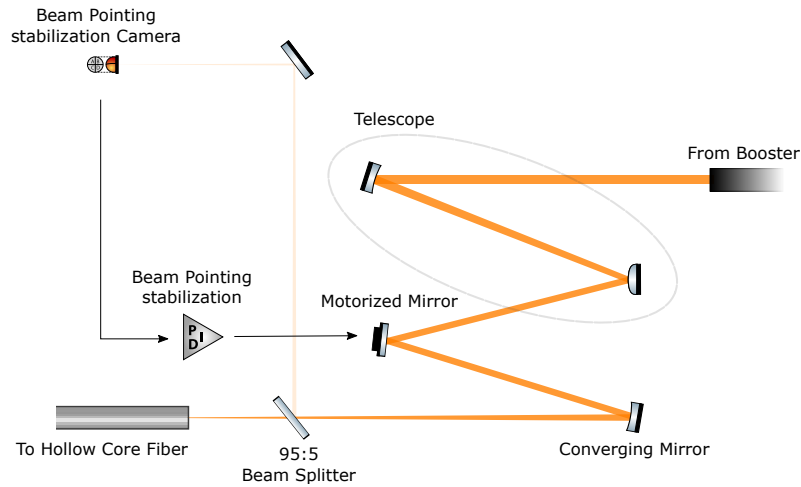 Beam Pointing
stabilization Camera
Telescope
From Booster
Beam Pointing
stabilization
Motorized Mirror
P I
D
To Hollow Core Fiber
95:5
Beam Splitter
Converging Mirror